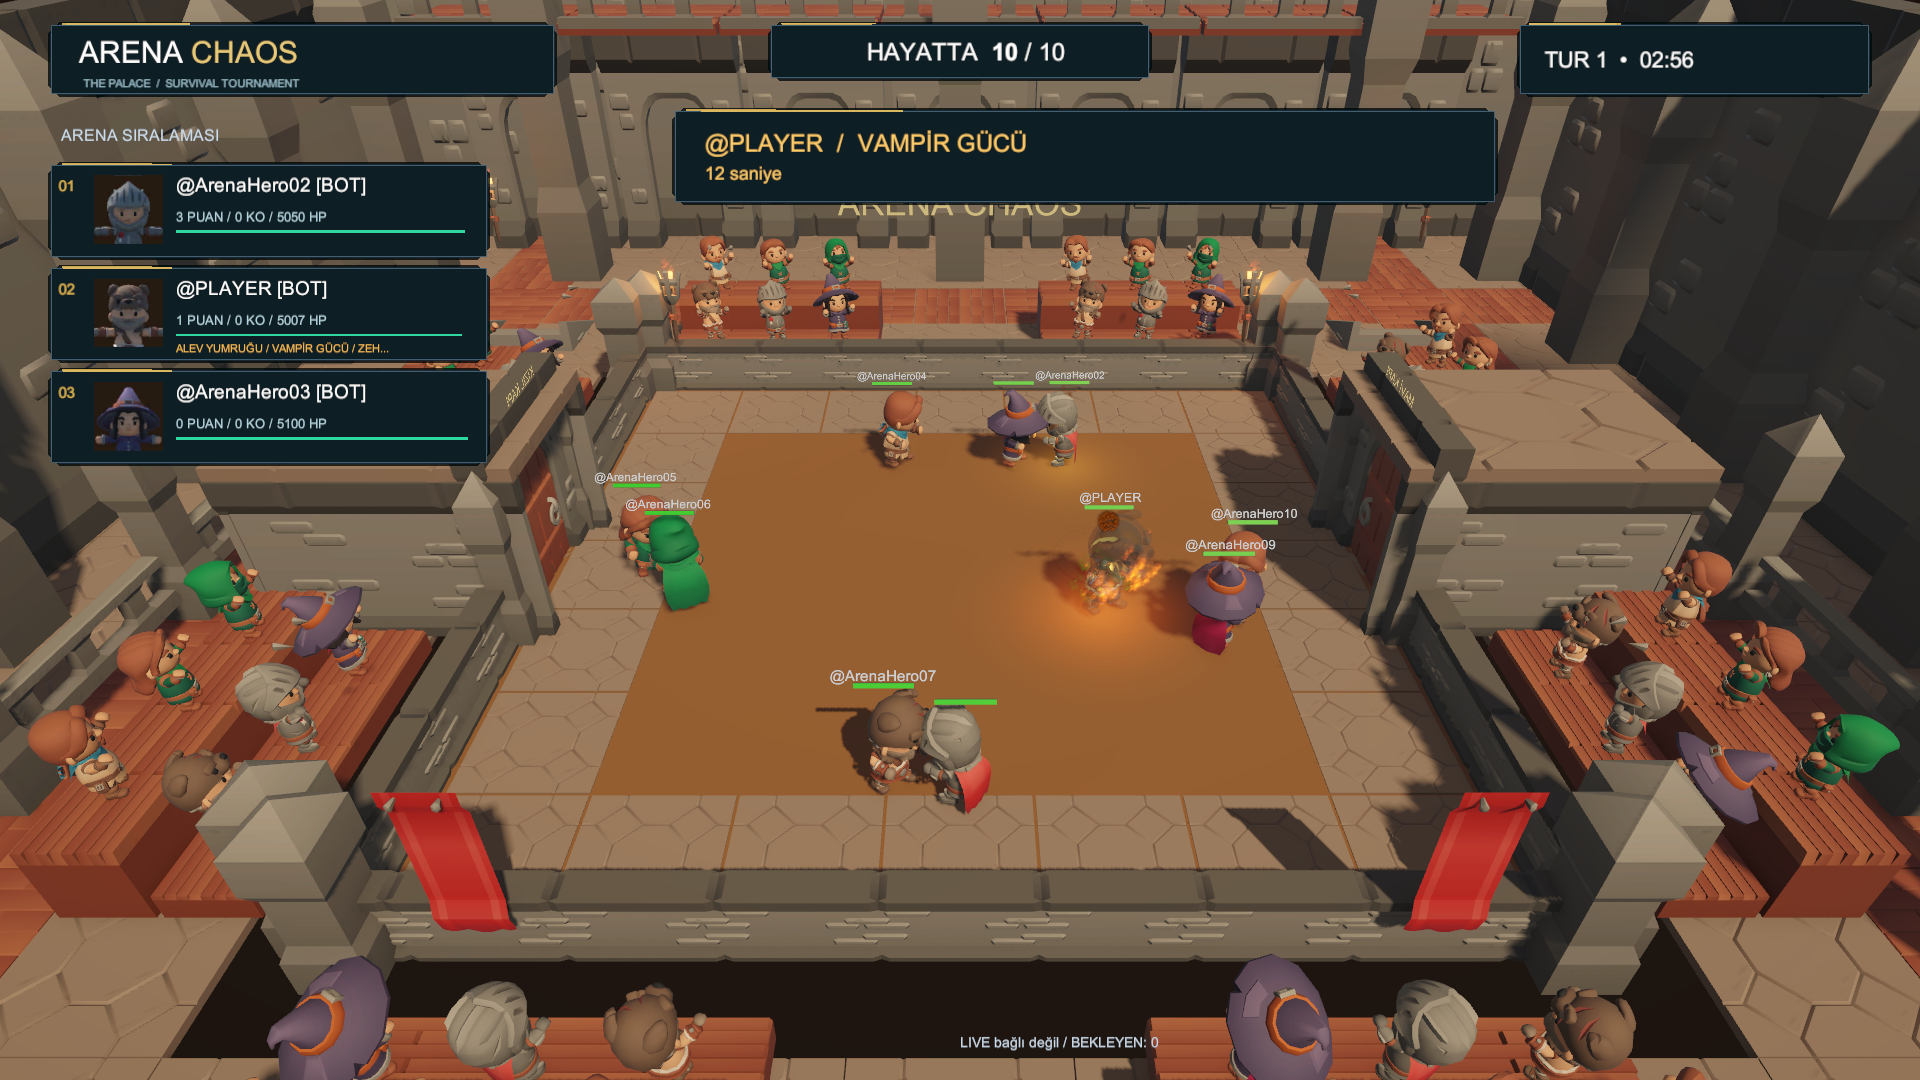 ARENA CHAOS
THE PALACE / SURVIVAL TOURNAMENT
HAYATTA 10 / 10
TUR 1 • 02:56
@PLAYER / VAMPİR GÜCÜ
12 saniye
ARENA CHAOS
ARENA SIRALAMASI
01
@ArenaHero02 [BOT]
3 PUAN / 0 KO / 5050 HP
02
@PLAYER [BOT]
1 PUAN / 0 KO / 5007 HP
ALEV YUMRUĞU / VAMPİR GÜCÜ / ZEH...
03
@ArenaHero03 [BOT]
0 PUAN / 0 KO / 5100 HP
@ArenaHero04
@ArenaHero02
@ArenaHero05
@ArenaHero06
@PLAYER
@ArenaHero10
@ArenaHero09
@ArenaHero07
LIVE bağlı değil / BEKLEYEN: 0